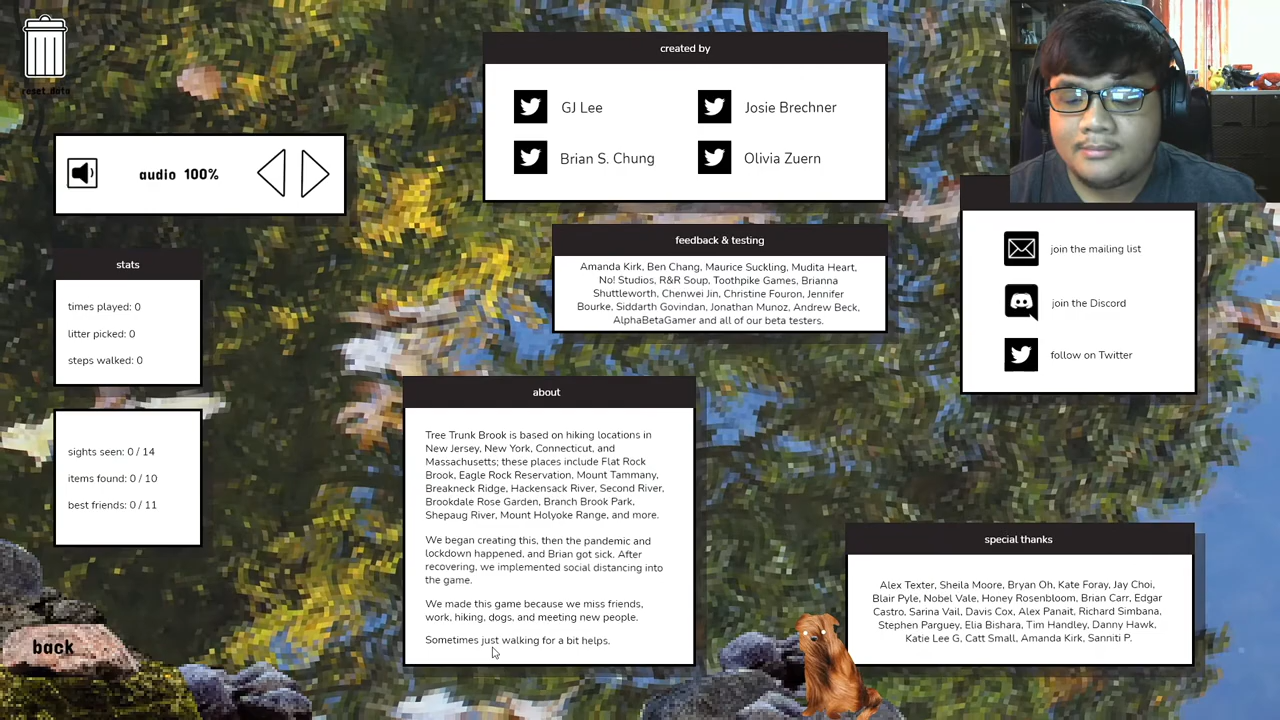 reset_data
audio 100%
stats
times played: 0
litter picked: 0
steps walked: 0
sights seen: 0 / 14
items found: 0 / 10
best friends: 0 / 11
back
created by
GJ Lee
Josie Brechner
Brian S. Chung
Olivia Zuern
feedback & testing
Amanda Kirk, Ben Chang, Maurice Suckling, Mudita Heart,
No! Studios, R&R Soup, Toothpike Games, Brianna
Shuttleworth, Chenwei Jin, Christine Fouron, Jennifer
Bourke, Siddarth Govindan, Jonathan Munoz, Andrew Beck,
AlphaBetaGamer and all of our beta testers.
about
Tree Trunk Brook is based on hiking locations in
New Jersey, New York, Connecticut, and
Massachusetts; these places include Flat Rock
Brook, Eagle Rock Reservation, Mount Tammany,
Breakneck Ridge, Hackensack River, Second River,
Brookdale Rose Garden, Branch Brook Park,
Shepaug River, Mount Holyoke Range, and more.
We began creating this, then the pandemic and
lockdown happened, and Brian got sick. After
recovering, we implemented social distancing into
the game.
We made this game because we miss friends,
work, hiking, dogs, and meeting new people.
Sometimes just walking for a bit helps.
join the mailing list
join the Discord
follow on Twitter
special thanks
Alex Texter, Sheila Moore, Bryan Oh, Kate Foray, Jay Choi,
Blair Pyle, Nobel Vale, Honey Rosenbloom, Brian Carr, Edgar
Castro, Sarina Vail, Davis Cox, Alex Panait, Richard Simbana,
Stephen Parguey, Elia Bishara, Tim Handley, Danny Hawk,
Katie Lee G, Catt Small, Amanda Kirk, Sanniti P.